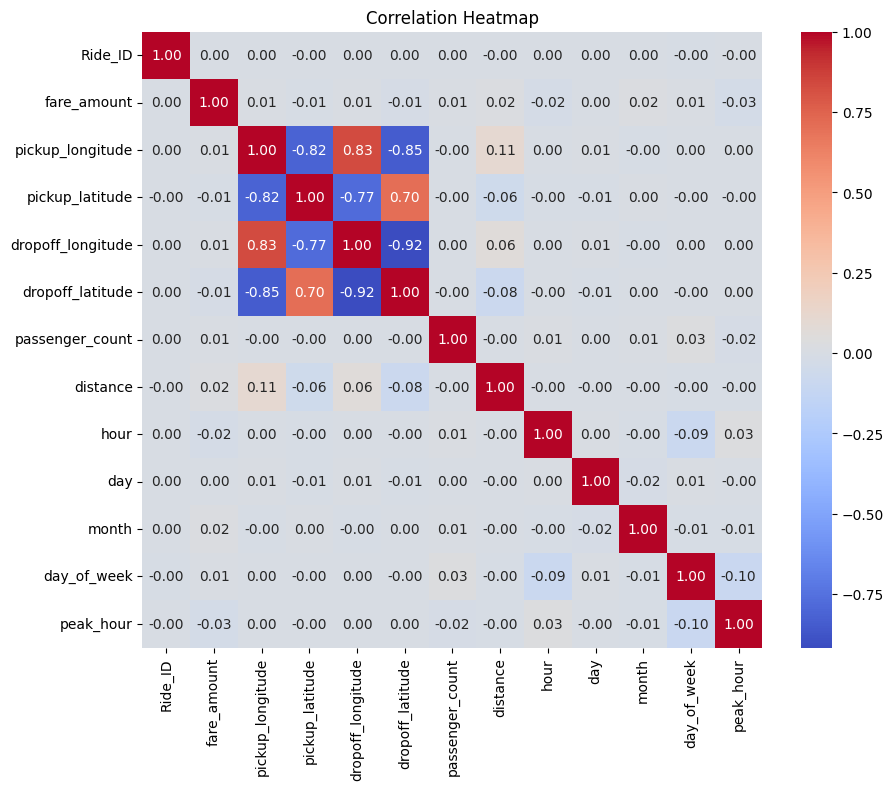 Correlation Heatmap
Ride_ID 1.00 0.00 0.00 -0.00 0.00 0.00 0.00 -0.00 0.00 0.00 0.00 -0.00 -0.00
fare_amount 0.00 1.00 0.01 -0.01 0.01 -0.01 0.01 0.02 -0.02 0.00 0.02 0.01 -0.03
pickup_longitude 0.00 0.01 1.00 -0.82 0.83 -0.85 -0.00 0.11 0.00 0.01 -0.00 0.00 0.00
pickup_latitude -0.00 -0.01 -0.82 1.00 -0.77 0.70 -0.00 -0.06 -0.00 -0.01 0.00 -0.00 -0.00
dropoff_longitude 0.00 0.01 0.83 -0.77 1.00 -0.92 0.00 0.06 0.00 0.01 -0.00 0.00 0.00
dropoff_latitude 0.00 -0.01 -0.85 0.70 -0.92 1.00 -0.00 -0.08 -0.00 -0.01 0.00 -0.00 0.00
passenger_count 0.00 0.01 -0.00 -0.00 0.00 -0.00 1.00 -0.00 0.01 0.00 0.01 0.03 -0.02
distance -0.00 0.02 0.11 -0.06 0.06 -0.08 -0.00 1.00 -0.00 -0.00 -0.00 -0.00 -0.00
hour 0.00 -0.02 0.00 -0.00 0.00 -0.00 0.01 -0.00 1.00 0.00 -0.00 -0.09 0.03
day 0.00 0.00 0.01 -0.01 0.01 -0.01 0.00 -0.00 0.00 1.00 -0.02 0.01 -0.00
month 0.00 0.02 -0.00 0.00 -0.00 0.00 0.01 -0.00 -0.00 -0.02 1.00 -0.01 -0.01
day_of_week -0.00 0.01 0.00 -0.00 0.00 -0.00 0.03 -0.00 -0.09 0.01 -0.01 1.00 -0.10
peak_hour -0.00 -0.03 0.00 -0.00 0.00 0.00 -0.02 -0.00 0.03 -0.00 -0.01 -0.10 1.00
Ride_ID
fare_amount
pickup_longitude
pickup_latitude
dropoff_longitude
dropoff_latitude
passenger_count
distance
hour
day
month
day_of_week
peak_hour
1.00
0.75
0.50
0.25
0.00
−0.25
−0.50
−0.75